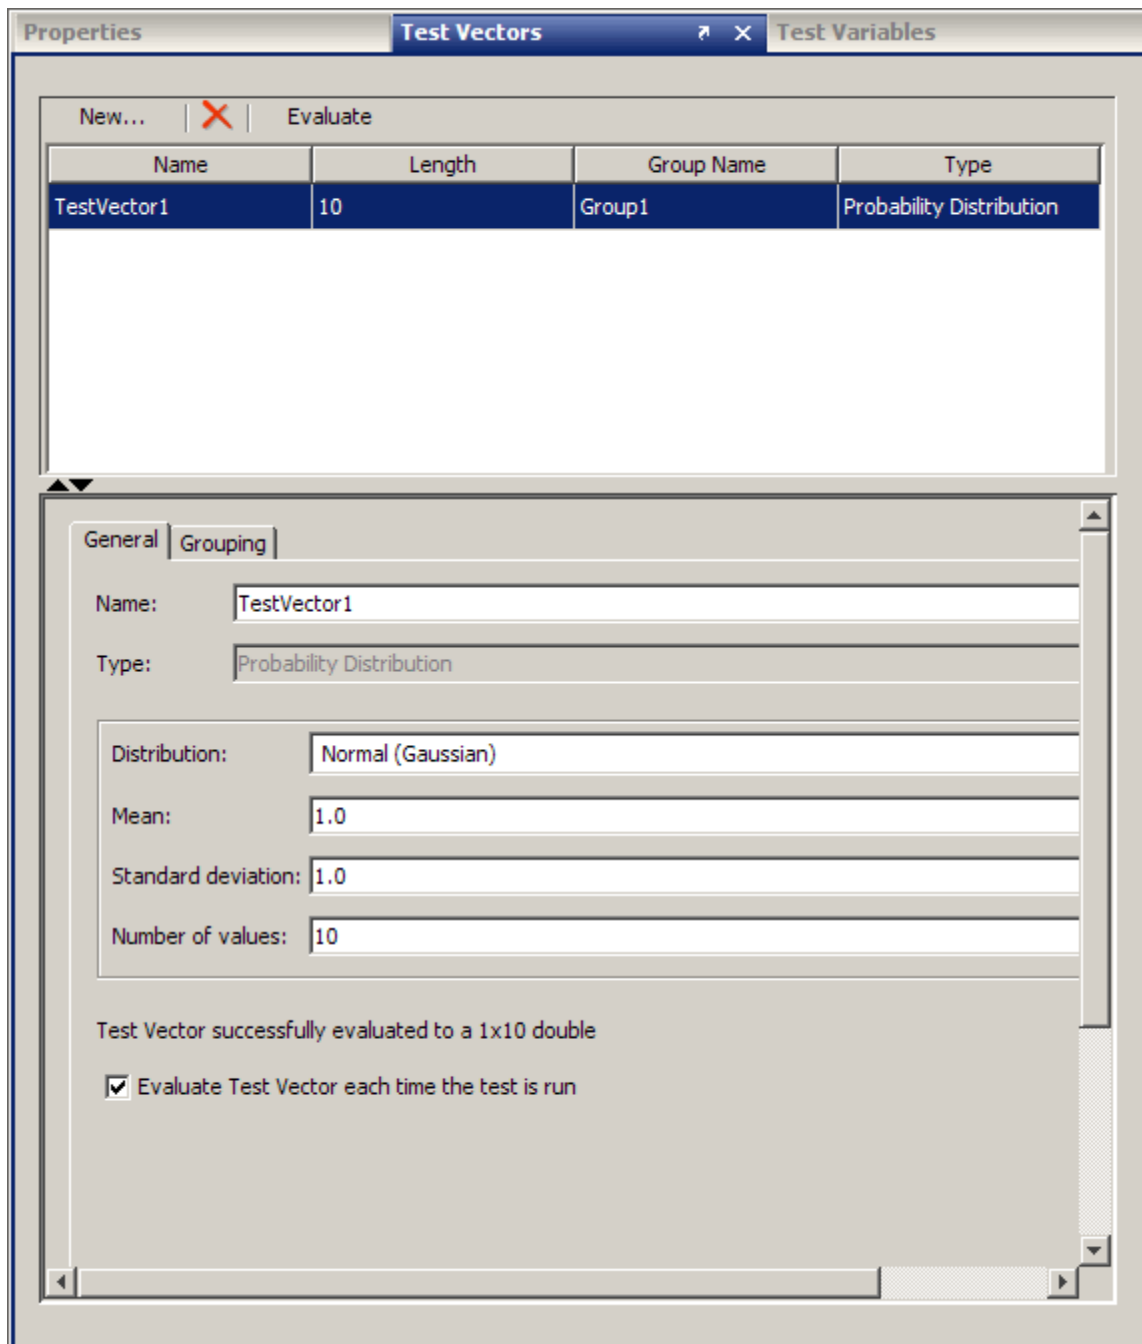 Properties Test Vectors Test Variables
New... Evaluate
Name Length Group Name Type
TestVector1 10 Group1 Probability Distribution
General Grouping
Name: TestVector1
Type: Probability Distribution
Distribution: Normal (Gaussian)
Mean: 1.0
Standard deviation: 1.0
Number of values: 10
Test Vector successfully evaluated to a 1x10 double
Evaluate Test Vector each time the test is run